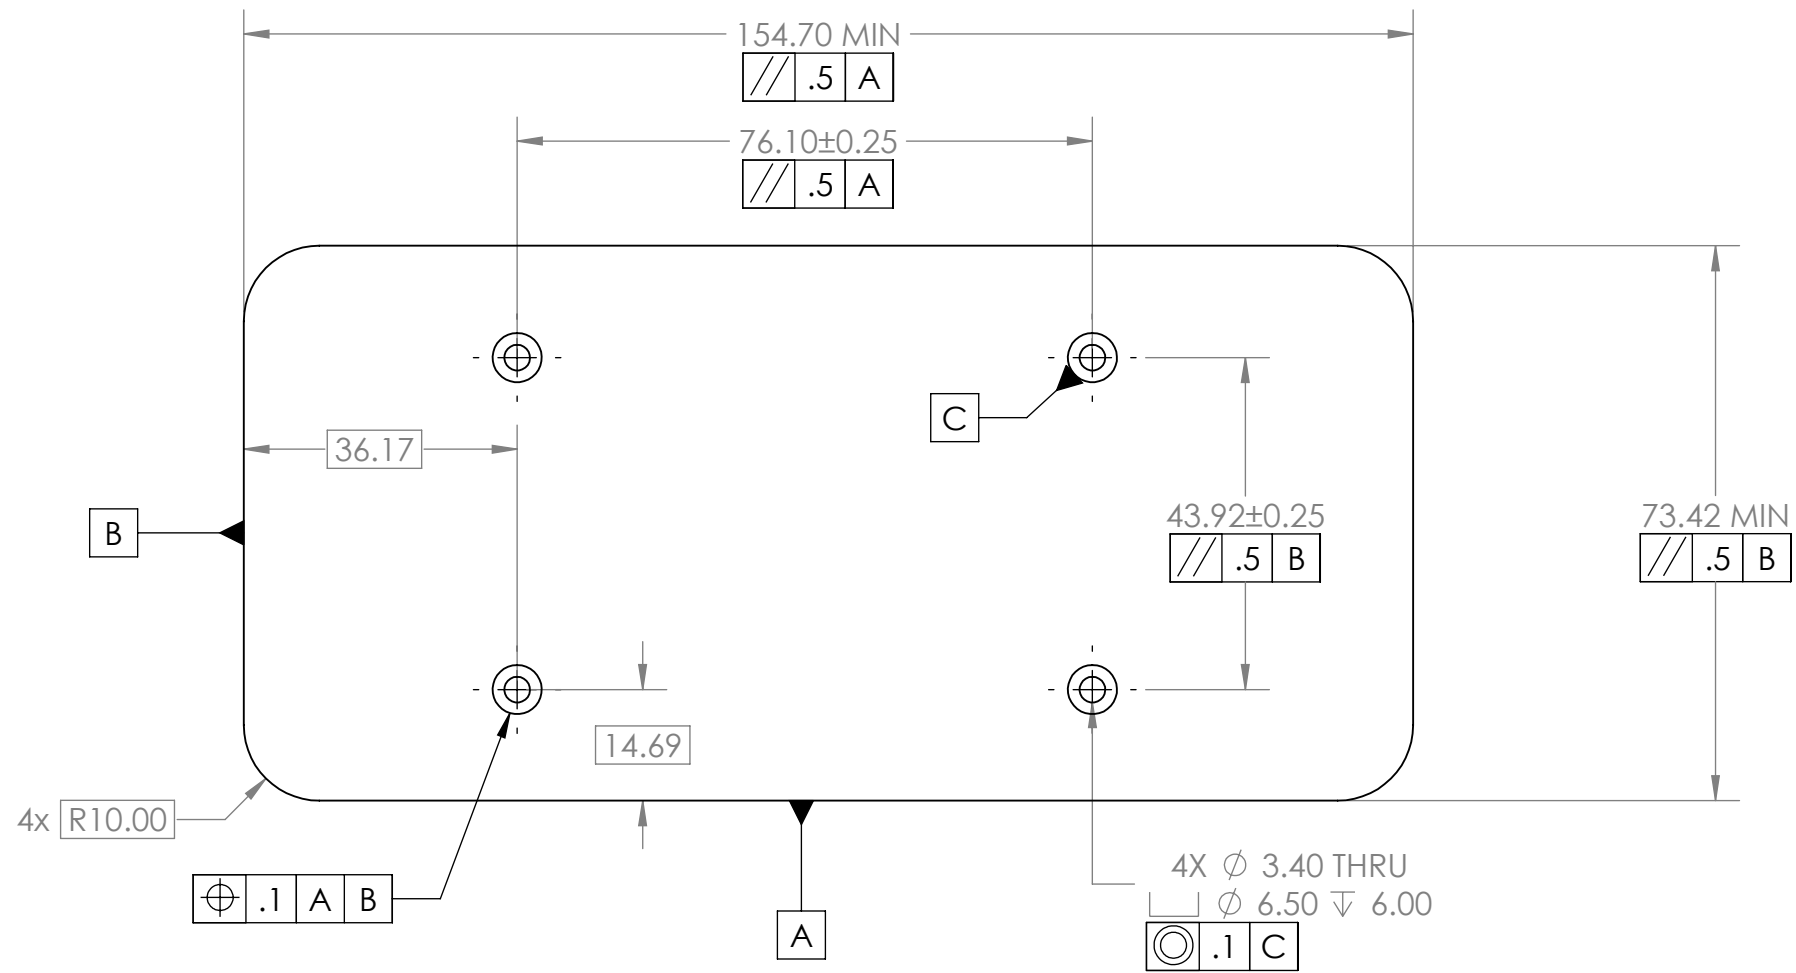 154.70 MIN
// .5 A
76.10±0.25
// .5 A
C
36.17
B
43.92±0.25
// .5 B
73.42 MIN
// .5 B
14.69
4x R10.00
⌖ .1 A B
A
4X ⌀ 3.40 THRU
⌴ ⌀ 6.50 ↧ 6.00
◎ .1 C